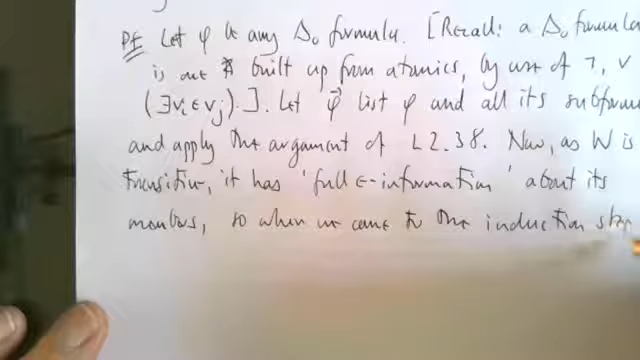 Pf Let φ be any Δ₀ formula. [Recall: a Δ₀ formula
is one built up from atomics, by use of ¬, ∨
(∃vᵢ∈vⱼ).]. Let φ⃗ list φ and all its subform
and apply the argument of L2.38. Now, as W is
transitive, it has 'full ∈-information' about its
members, so when we come to the induction step